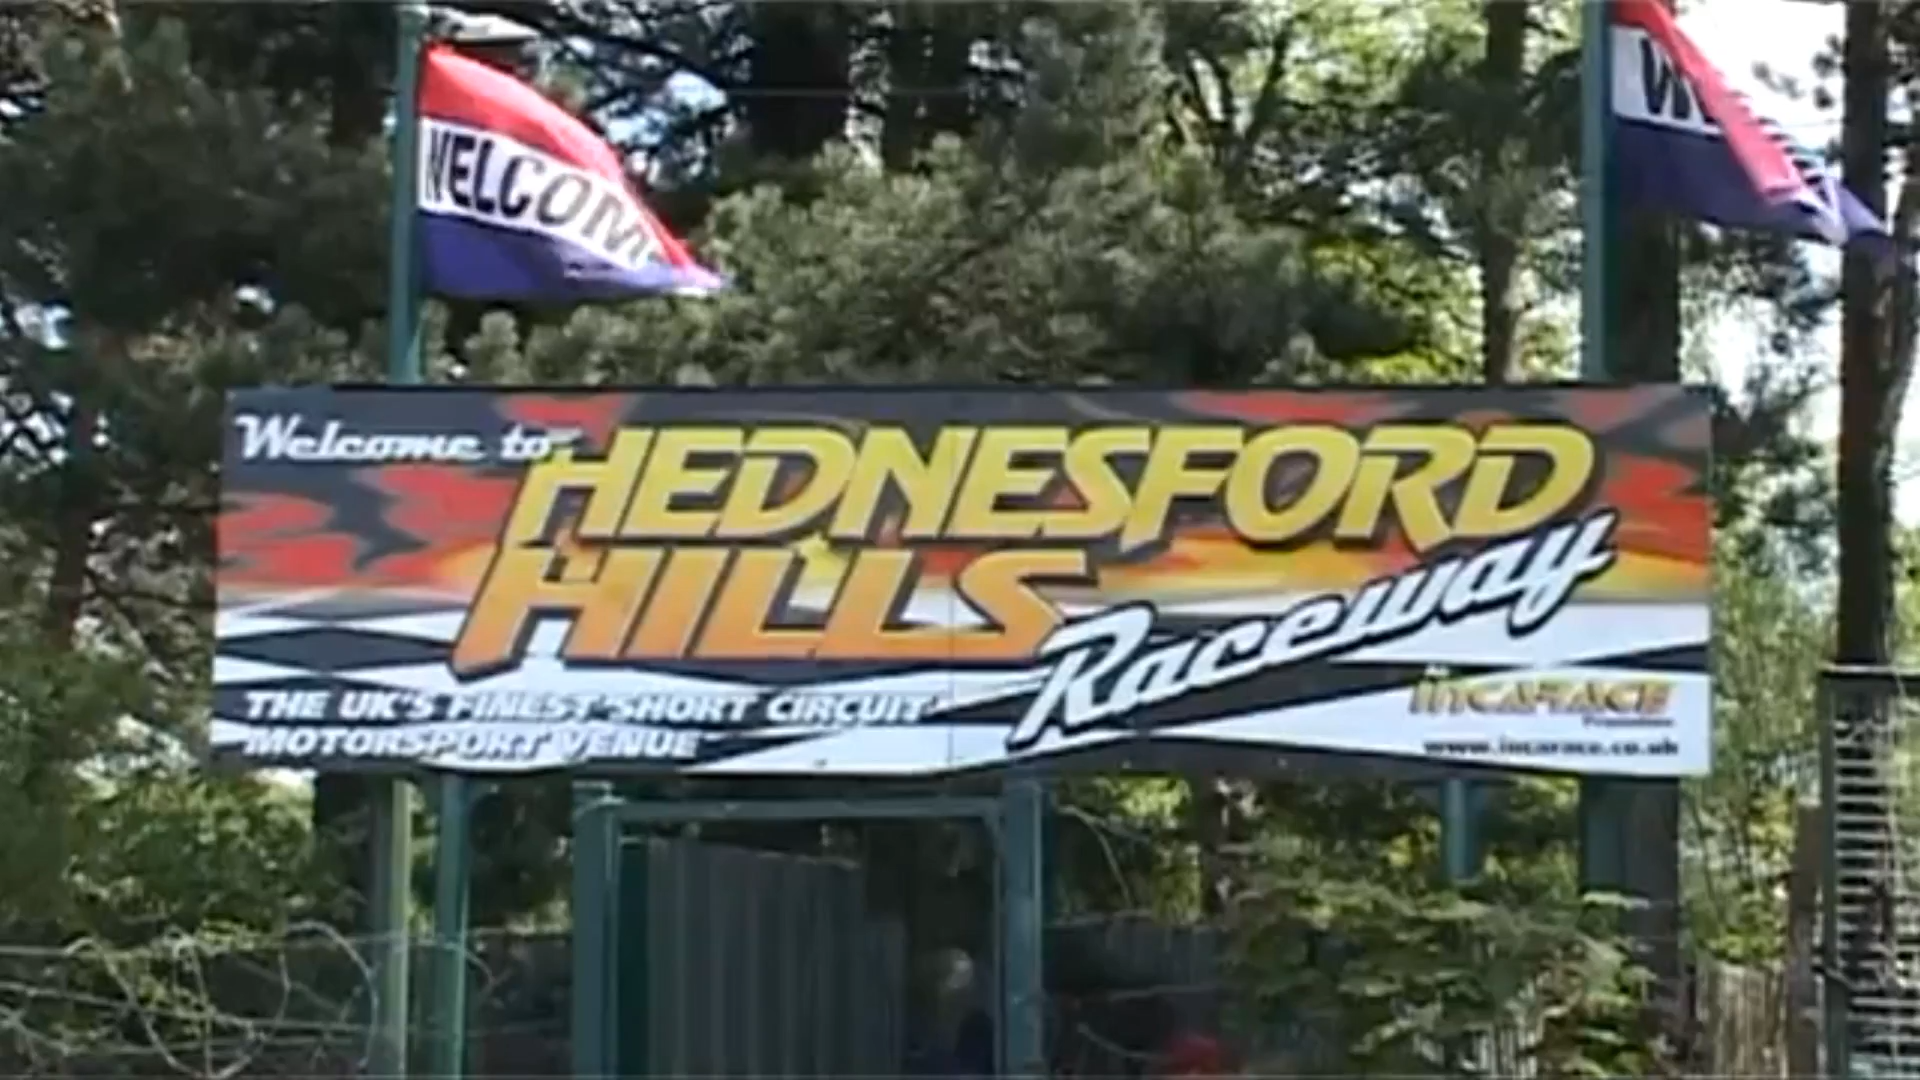 WELCOM
W
Welcome to
HEDNESFORD
HILLS
Raceway
THE UK'S FINEST SHORT CIRCUIT
MOTORSPORT VENUE
INCARACE
www.incarace.co.uk